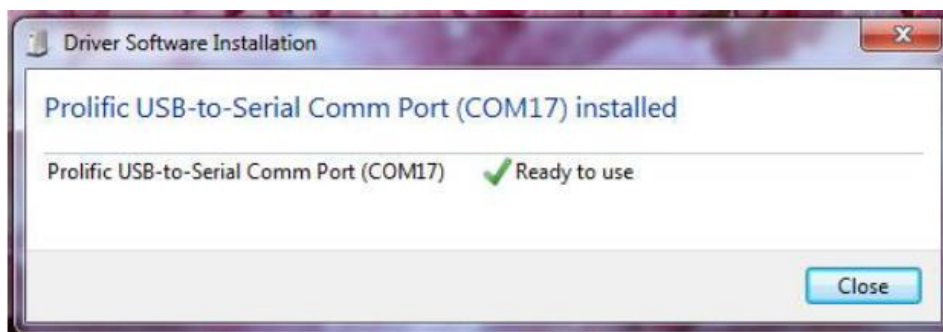 Driver Software Installation
Prolific USB-to-Serial Comm Port (COM17) installed
Prolific USB-to-Serial Comm Port (COM17) Ready to use
Close